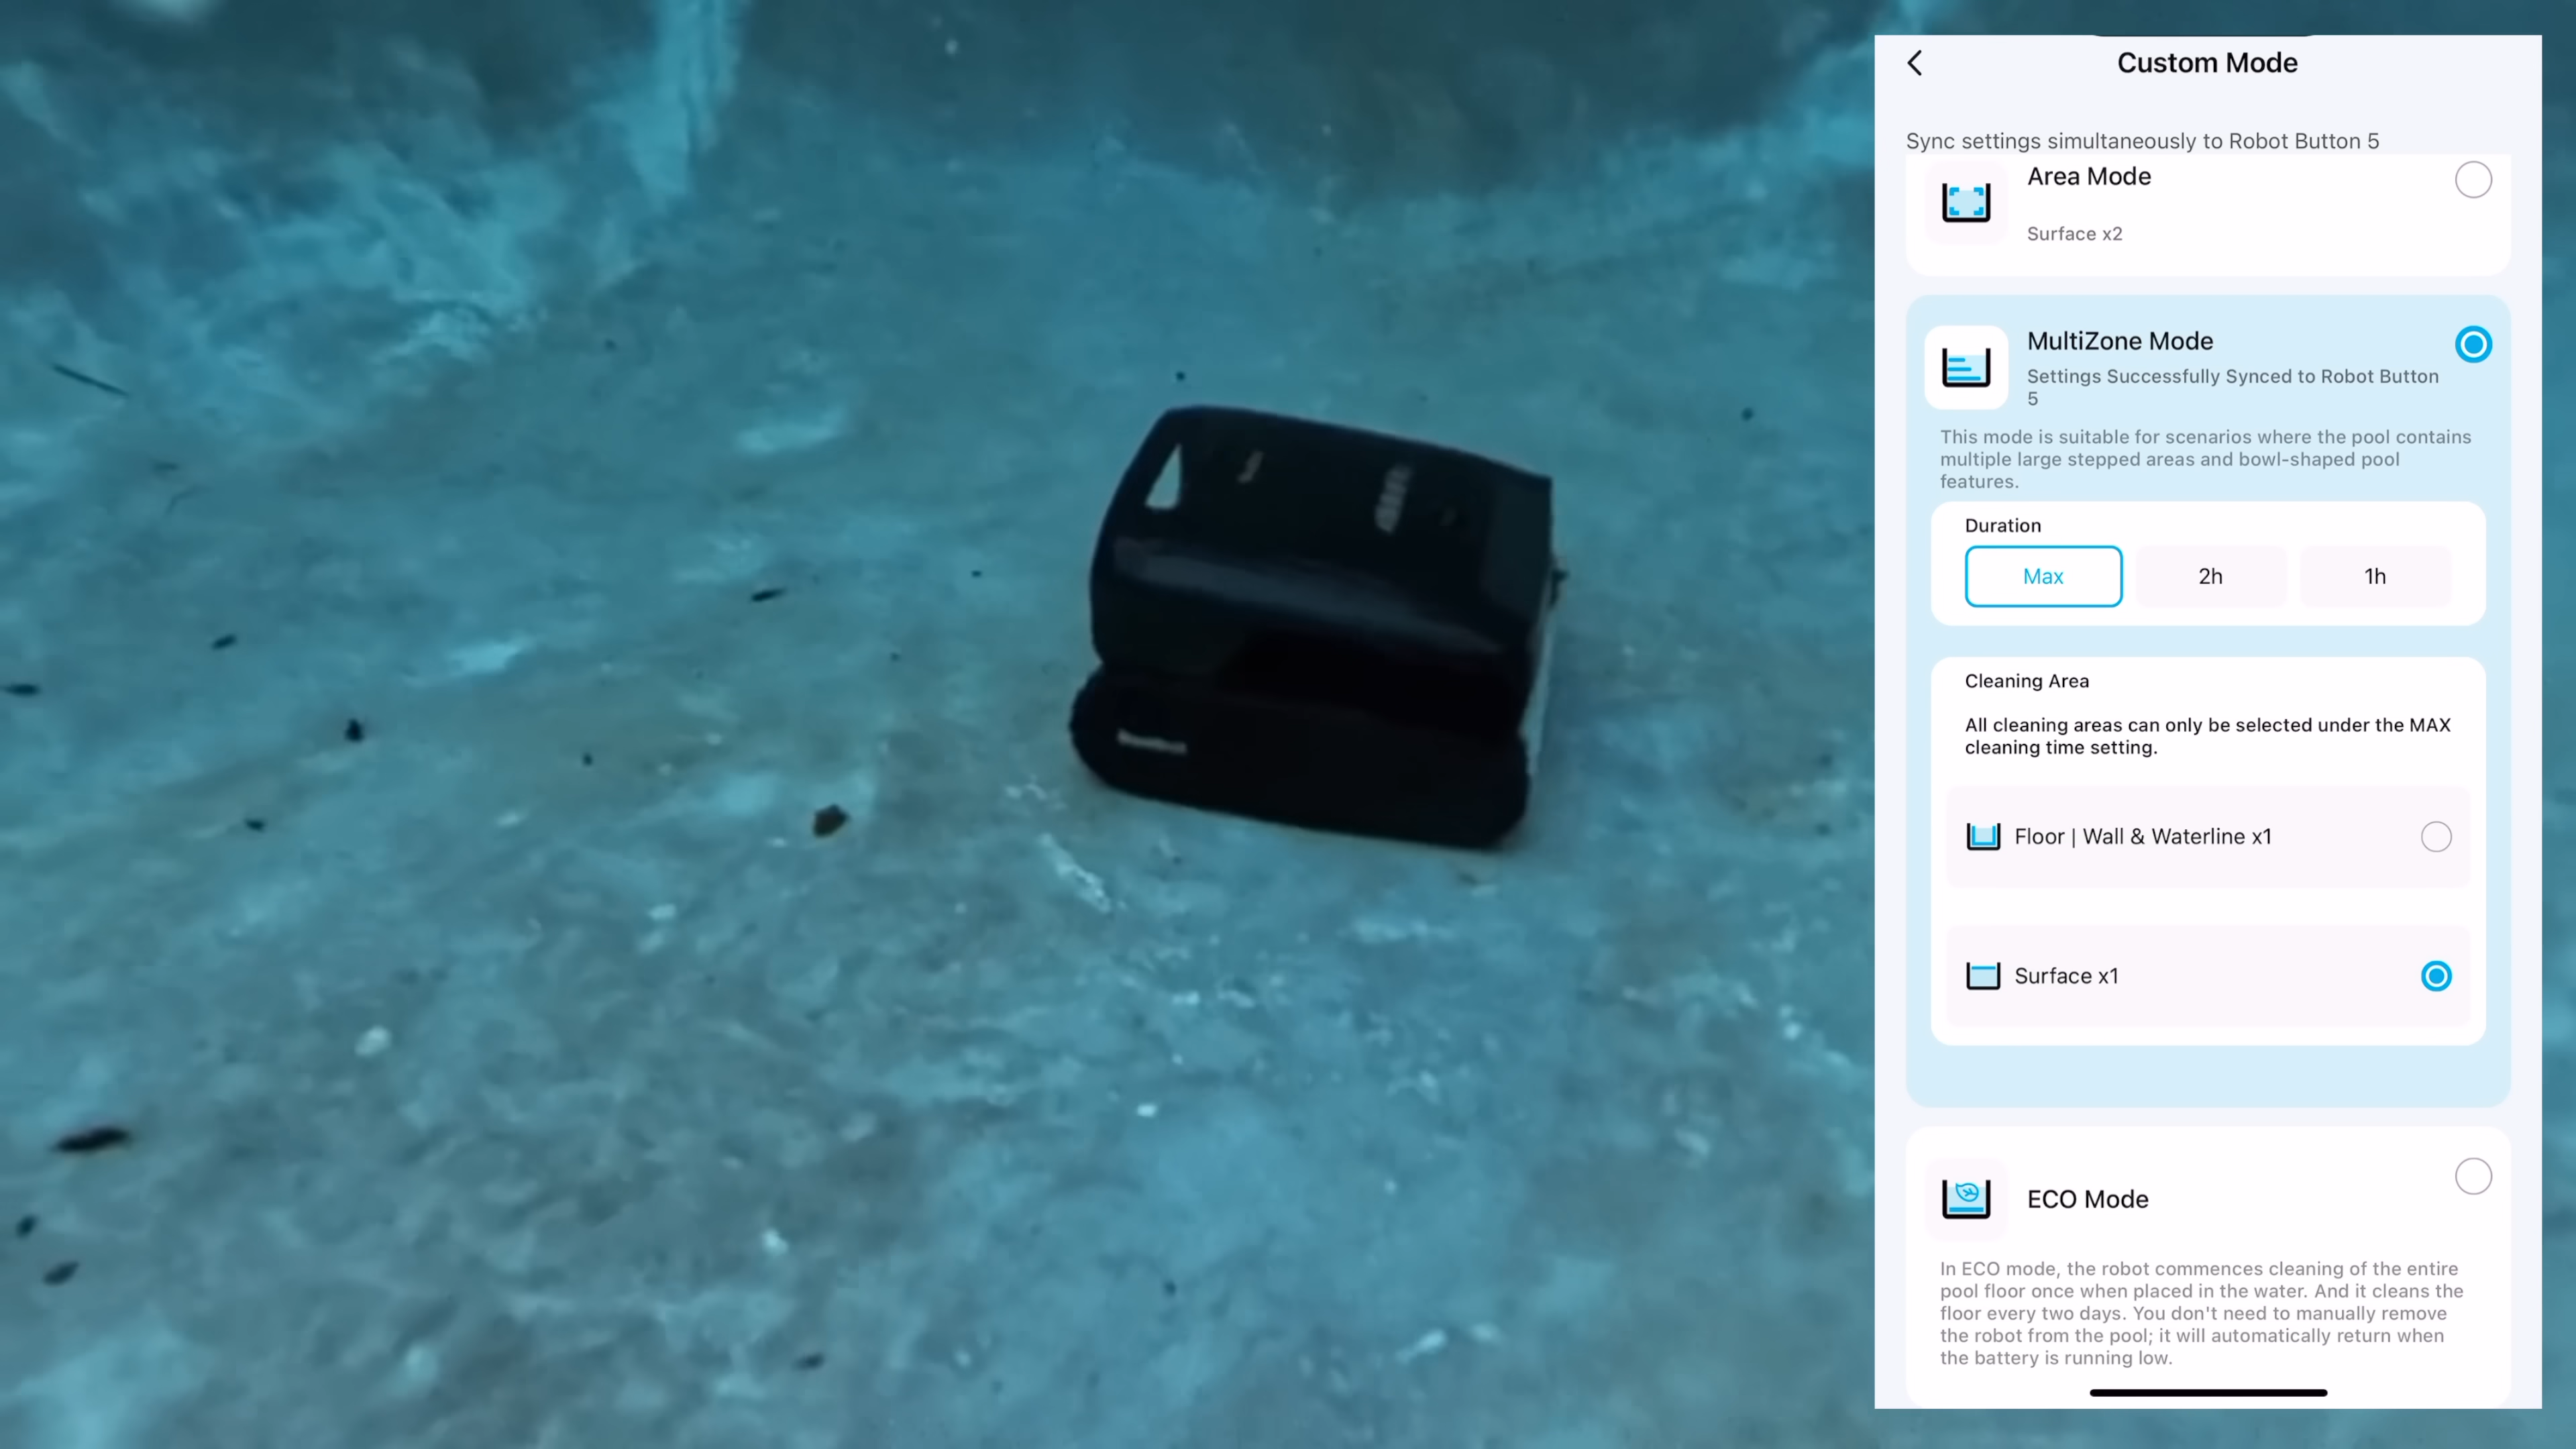 Custom Mode
Sync settings simultaneously to Robot Button 5
Area Mode
Surface x2
MultiZone Mode
Settings Successfully Synced to Robot Button
5
This mode is suitable for scenarios where the pool contains
multiple large stepped areas and bowl-shaped pool
features.
Duration
Max
2h
1h
Cleaning Area
All cleaning areas can only be selected under the MAX
cleaning time setting.
Floor | Wall & Waterline x1
Surface x1
ECO Mode
In ECO mode, the robot commences cleaning of the entire
pool floor once when placed in the water. And it cleans the
floor every two days. You don't need to manually remove
the robot from the pool; it will automatically return when
the battery is running low.